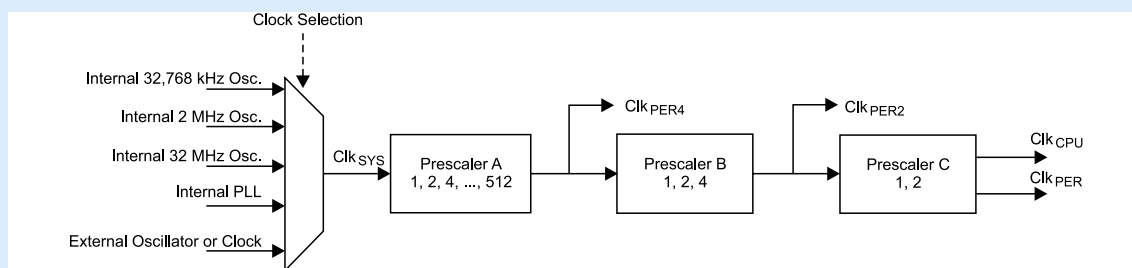 Clock Selection
Internal 32,768 kHz Osc.
Internal 2 MHz Osc.
Internal 32 MHz Osc.
Internal PLL
External Oscillator or Clock
ClkSYS
Prescaler A
1, 2, 4, ..., 512
ClkPER4
Prescaler B
1, 2, 4
ClkPER2
Prescaler C
1, 2
ClkCPU
ClkPER